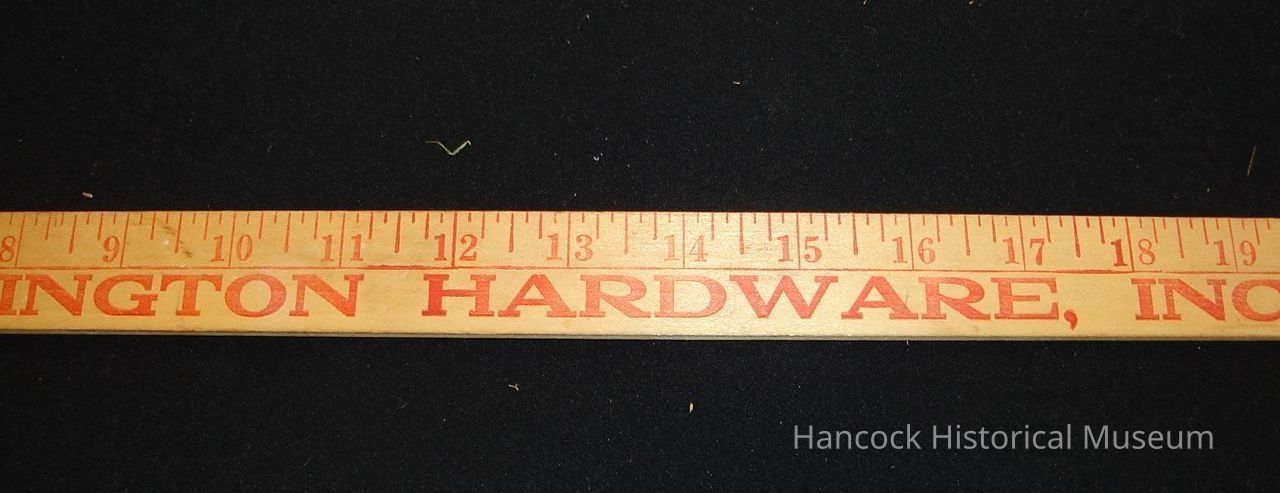 8 9 10 11 12 13 14 15 16 17 18 19
INGTON HARDWARE, INC
Hancock Historical Museum